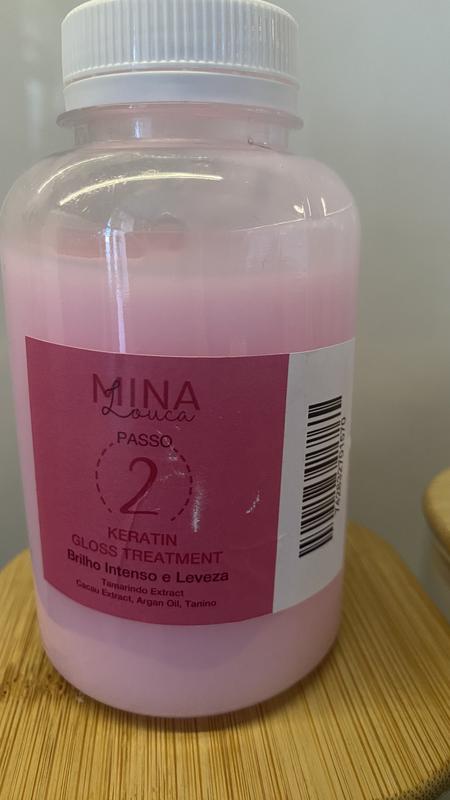 MINA
Louca
PASSO
2
KERATIN
GLOSS TREATMENT
Brilho Intenso e Leveza
Tamarindo Extract
Cacau Extract, Argan Oil, Tanino